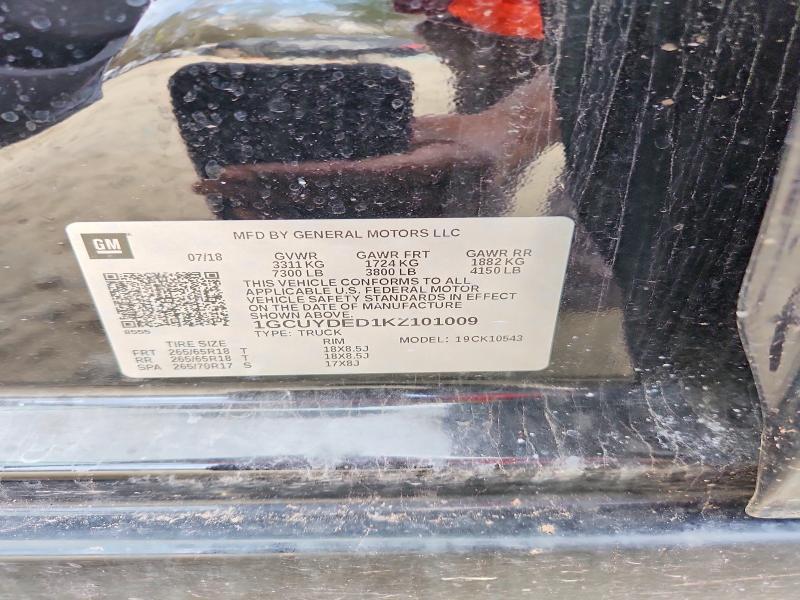 GM
MFD BY GENERAL MOTORS LLC
07/18 GVWR GAWR FRT GAWR RR
3311 KG 1724 KG 1882 KG
7300 LB 3800 LB 4150 LB
THIS VEHICLE CONFORMS TO ALL
APPLICABLE U.S. FEDERAL MOTOR
VEHICLE SAFETY STANDARDS IN EFFECT
ON THE DATE OF MANUFACTURE
SHOWN ABOVE.
1GCUYDED1KZ101009
8555
TYPE: TRUCK MODEL: 19CK10543
TIRE SIZE RIM
FRT 265/65R18 T 18X8.5J
RR 265/65R18 T 18X8.5J
SPA 265/70R17 S 17X8J